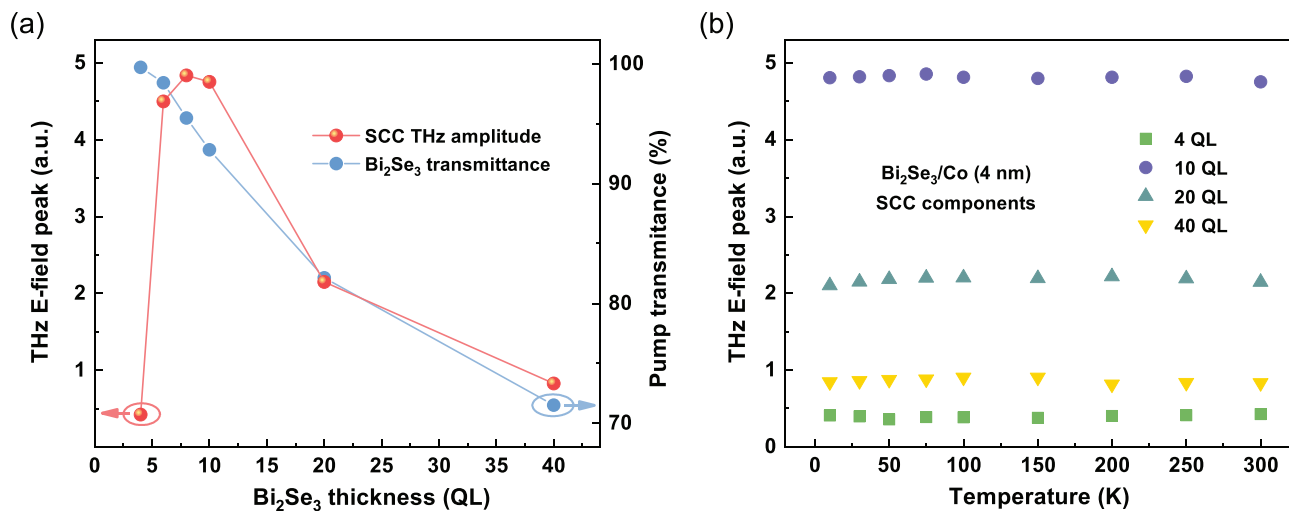 (a)
THz E-field peak (a.u.)
5
4
3
2
1
0
5
10
15
20
25
30
35
40
Bi₂Se₃ thickness (QL)
100
90
80
70
Pump transmitance (%)
SCC THz amplitude
Bi₂Se₃ transmittance
(b)
THz E-field peak (a.u.)
5
4
3
2
1
0
0
50
100
150
200
250
300
Temperature (K)
Bi₂Se₃/Co (4 nm)
SCC components
4 QL
10 QL
20 QL
40 QL